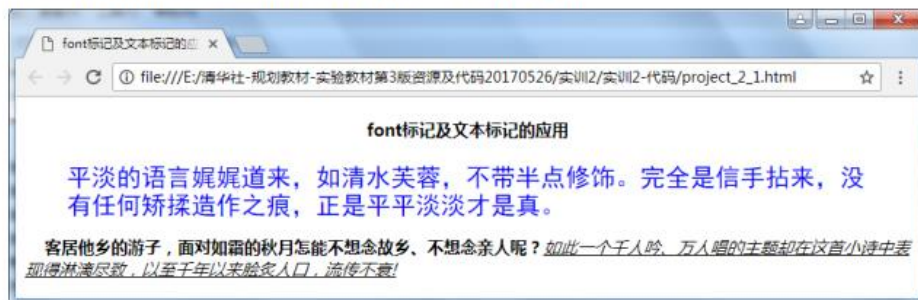 font标记及文本标记的应
file:///E:/清华社-规划教材-实验教材第3版资源及代码20170526/实训2/实训2-代码/project_2_1.html
font标记及文本标记的应用
平淡的语言娓娓道来，如清水芙蓉，不带半点修饰。完全是信手拈来，没
有任何矫揉造作之痕，正是平平淡淡才是真。
客居他乡的游子，面对如霜的秋月怎能不想念故乡、不想念亲人呢？如此一个千人吟、万人唱的主题却在这首小诗中表
现得淋漓尽致，以至千年以来脍炙人口，流传不衰!